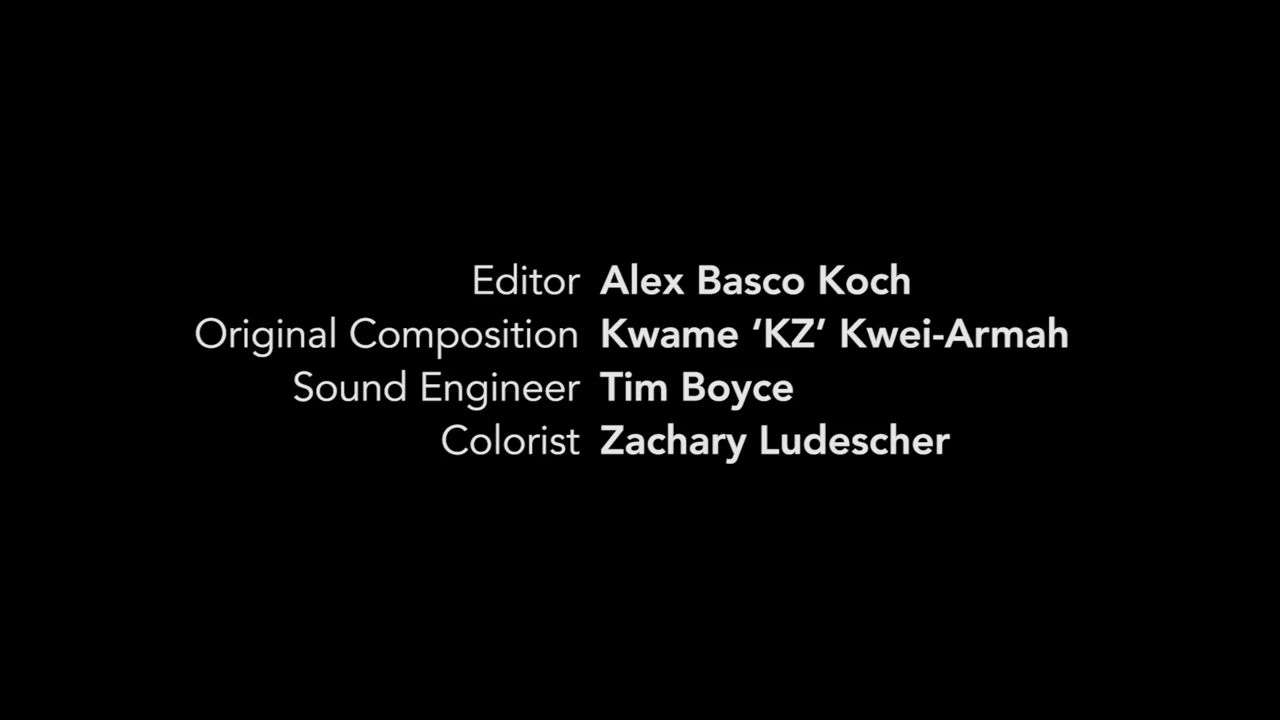 Editor Alex Basco Koch
Original Composition Kwame ‘KZ’ Kwei-Armah
Sound Engineer Tim Boyce
Colorist Zachary Ludescher